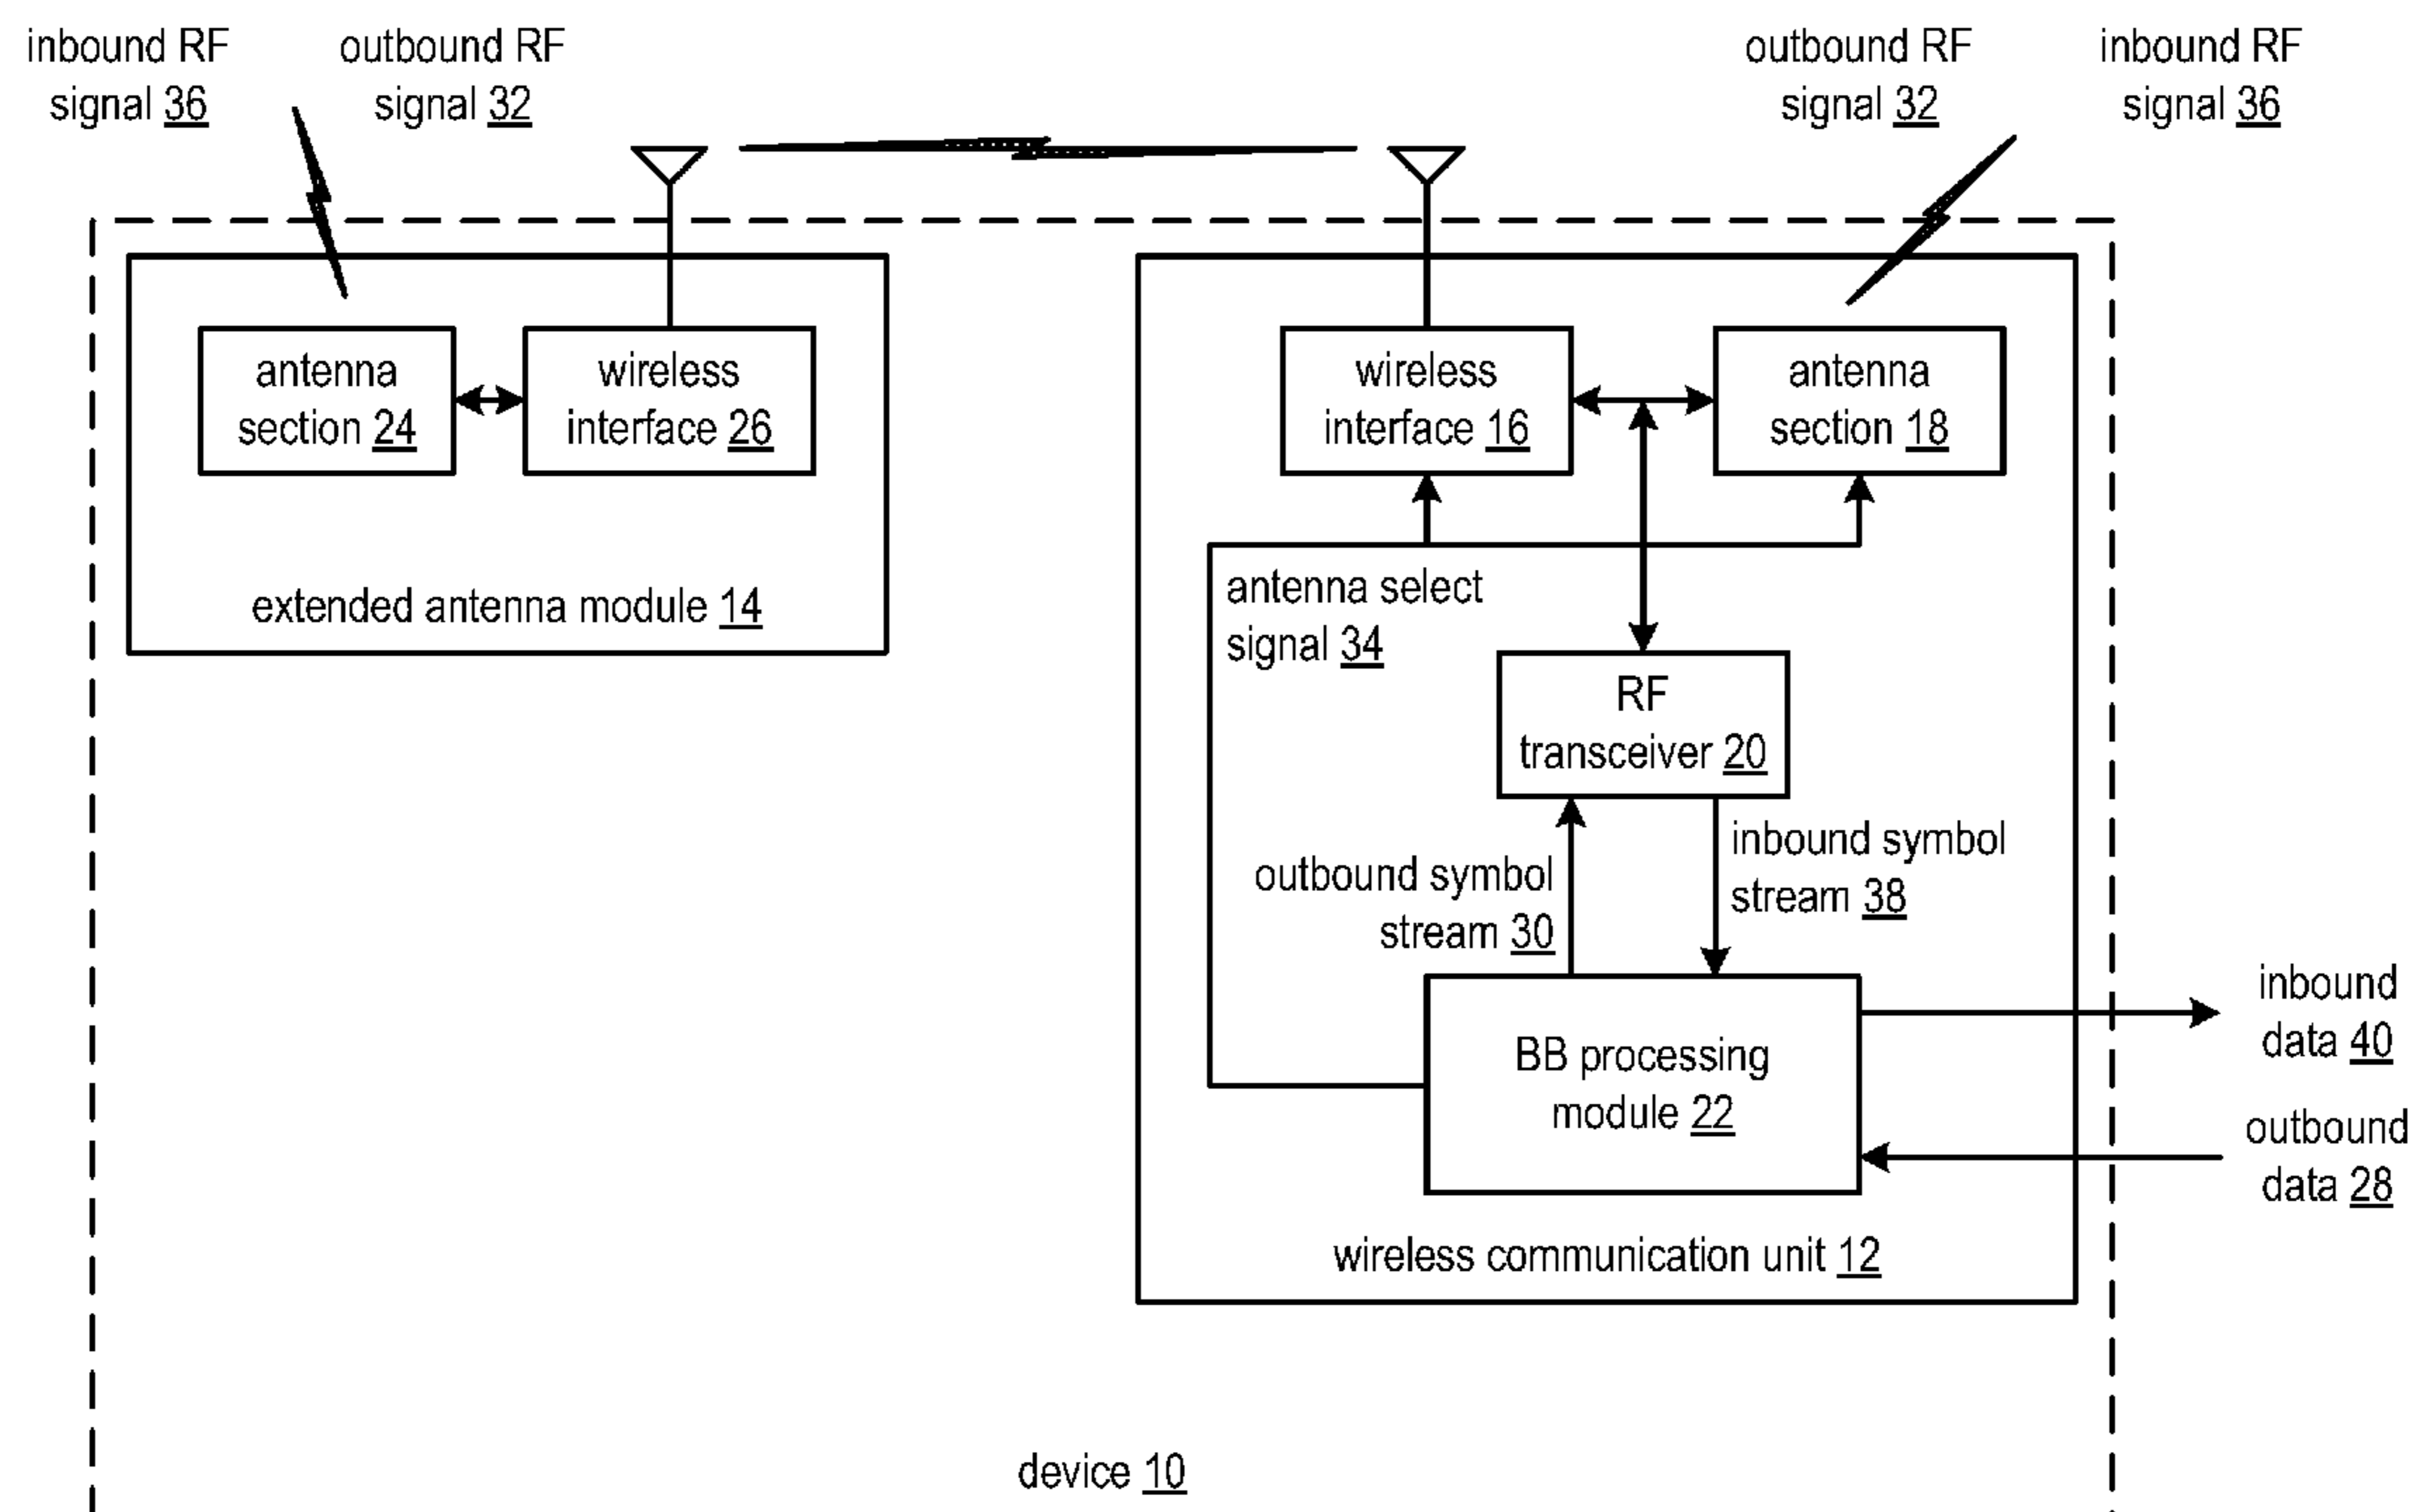 inbound RF
signal 36
outbound RF
signal 32
outbound RF
signal 32
inbound RF
signal 36
antenna
section 24
wireless
interface 26
wireless
interface 16
antenna
section 18
extended antenna module 14
antenna select
signal 34
RF
transceiver 20
outbound symbol
stream 30
inbound symbol
stream 38
BB processing
module 22
inbound
data 40
outbound
data 28
wireless communication unit 12
device 10